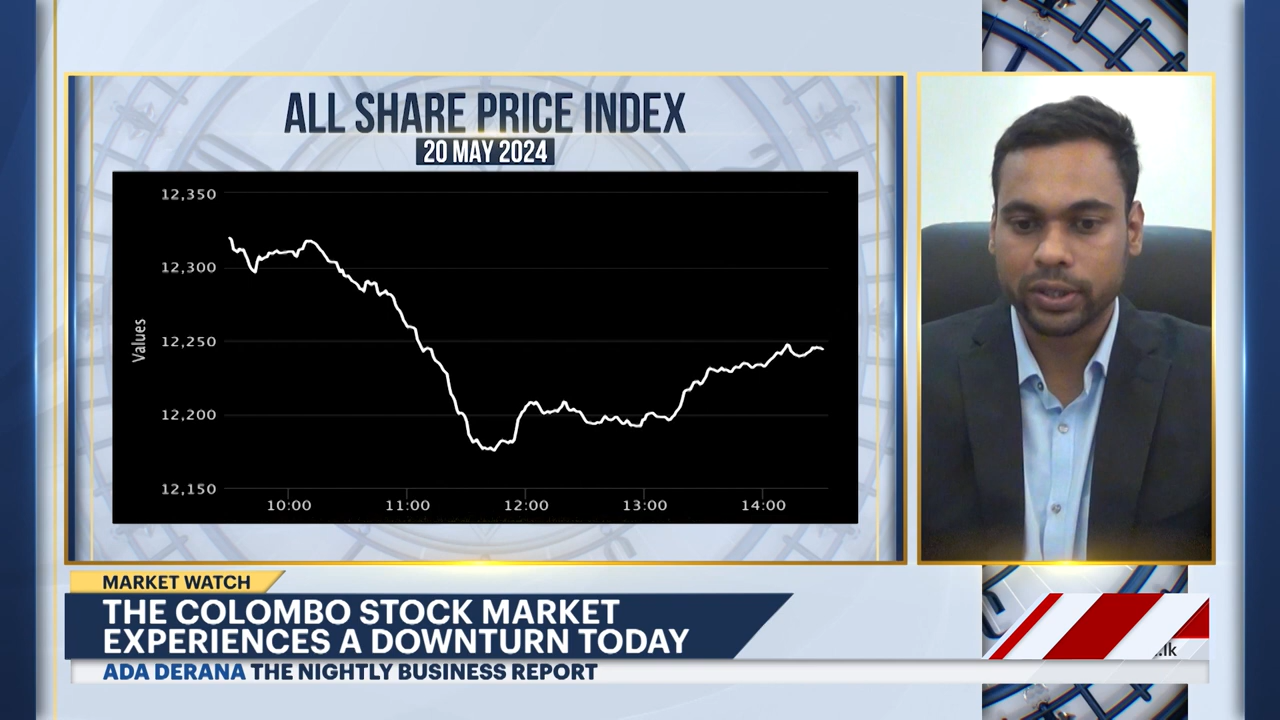 ALL SHARE PRICE INDEX
20 MAY 2024
12,350
12,300
12,250
12,200
12,150
Values
10:00 11:00 12:00 13:00 14:00
MARKET WATCH
THE COLOMBO STOCK MARKET
EXPERIENCES A DOWNTURN TODAY
ADA DERANA THE NIGHTLY BUSINESS REPORT
.lk